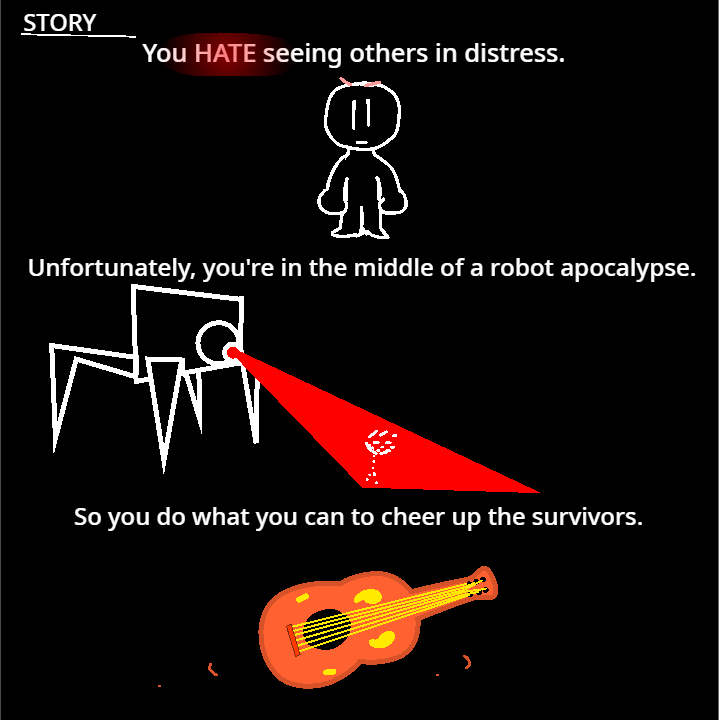 STORY
You HATE seeing others in distress.
Unfortunately, you're in the middle of a robot apocalypse.
So you do what you can to cheer up the survivors.